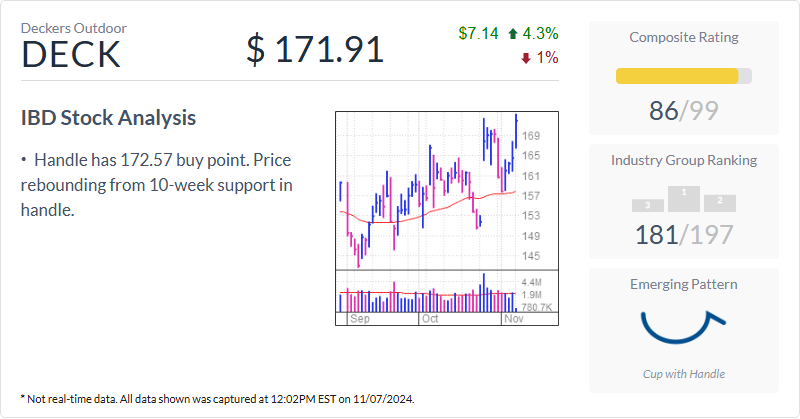 Deckers Outdoor
DECK
$ 171.91
$7.14 4.3%
1%
IBD Stock Analysis
• Handle has 172.57 buy point. Price
rebounding from 10-week support in
handle.
169
165
161
157
153
149
145
4.4M
1.9M
780.7K
Sep Oct Nov
Composite Rating
86/99
Industry Group Ranking
3 1 2
181/197
Emerging Pattern
Cup with Handle
* Not real-time data. All data shown was captured at 12:02PM EST on 11/07/2024.